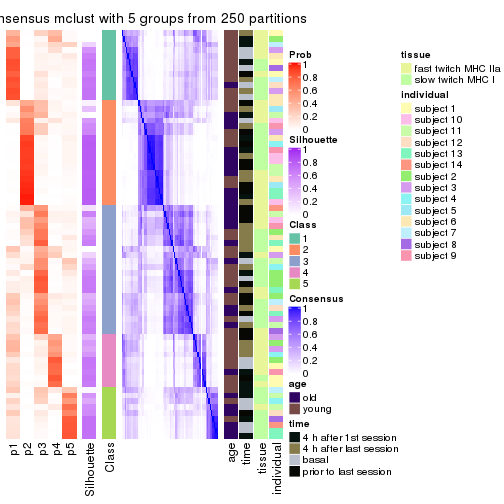 nsensus mclust with 5 groups from 250 partitions
p1
p2
p3
p4
p5
Silhouette
Class
age
time
tissue
individual
Prob
1
0.8
0.6
0.4
0.2
0
Silhouette
1
0.8
0.6
0.4
0.2
0
Class
1
2
3
4
5
Consensus
1
0.8
0.6
0.4
0.2
0
age
old
young
time
4 h after 1st session
4 h after last session
basal
prior to last session
tissue
fast twitch MHC IIa
slow twitch MHC I
individual
subject 1
subject 10
subject 11
subject 12
subject 13
subject 14
subject 2
subject 3
subject 4
subject 5
subject 6
subject 7
subject 8
subject 9